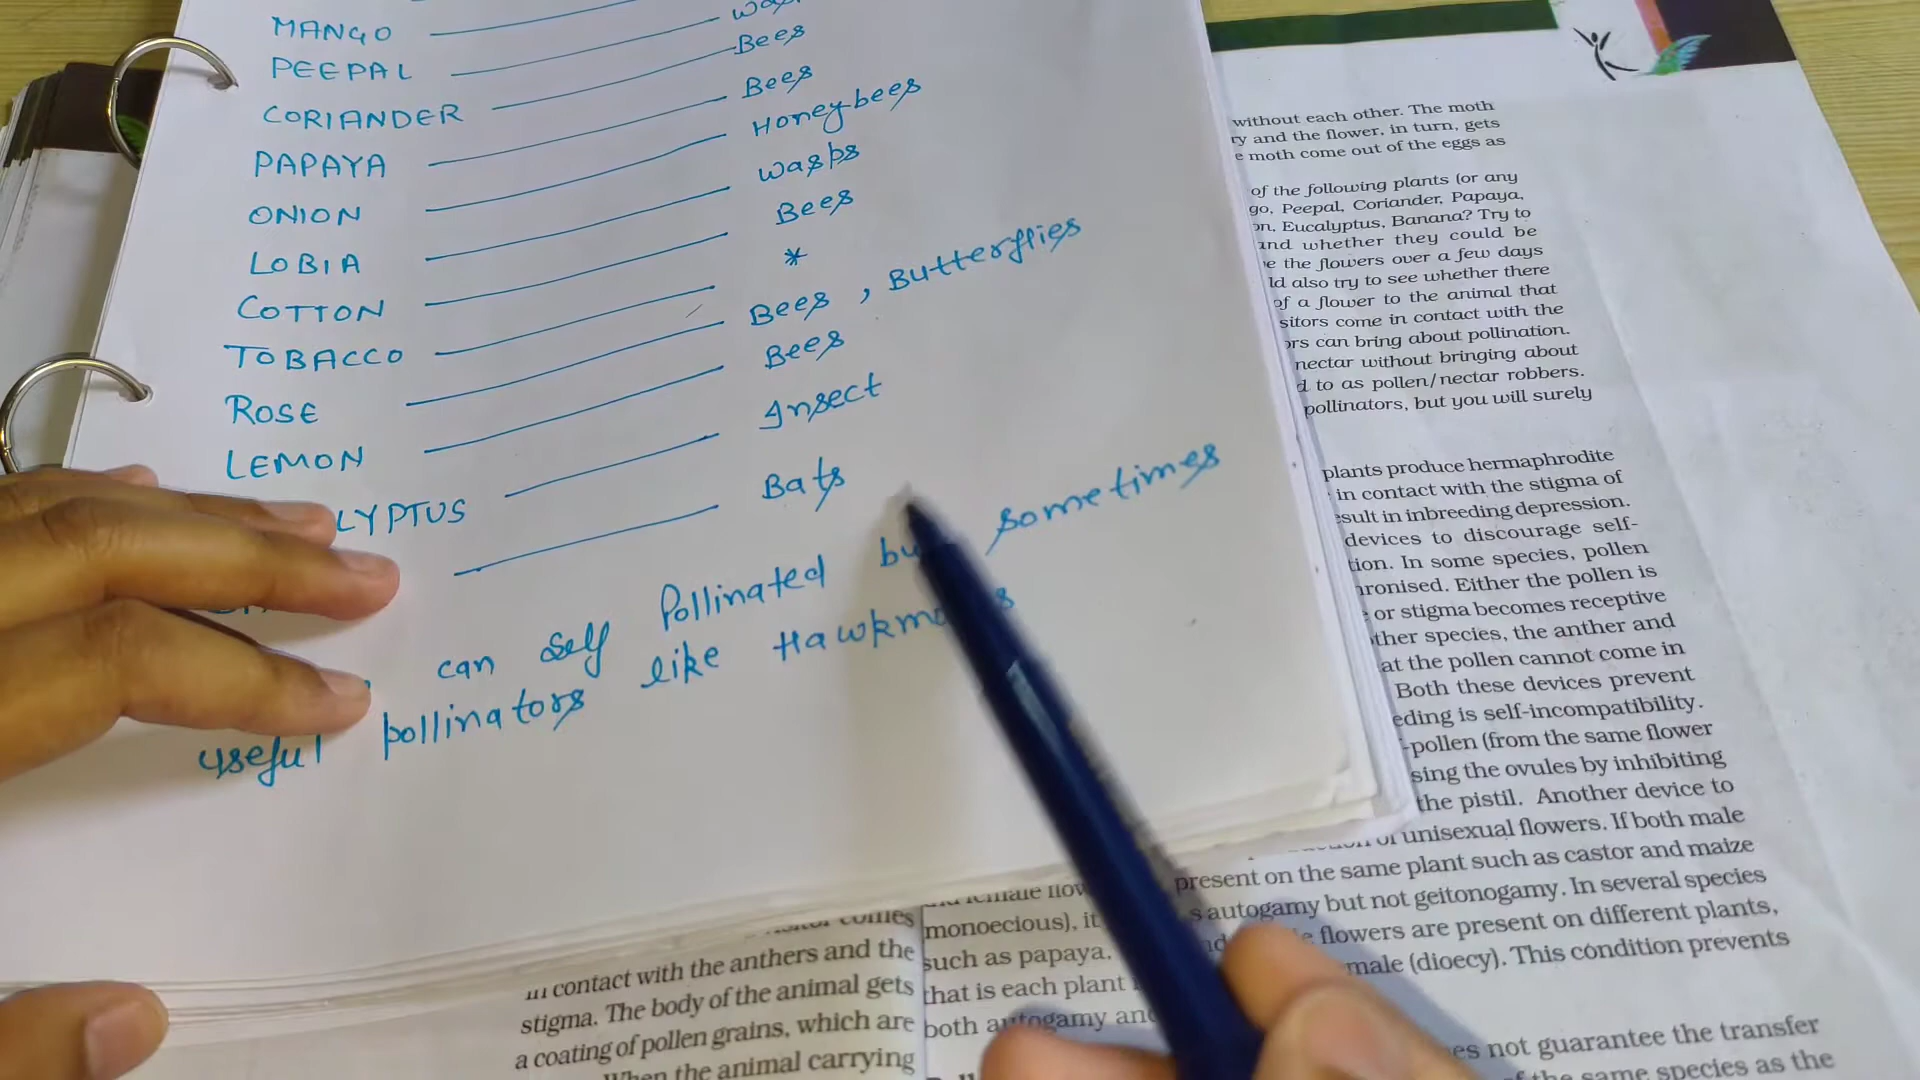 MANGO
PEEPAL
Bees
CORIANDER
Bees
PAPAYA
Honeybees
ONION
wasps
LOBIA
Bees
COTTON
*
TOBACCO
Bees, Butterflies
ROSE
Bees
LEMON
Insect
LYPTUS
Bats
can self Pollinated but sometimes
useful pollinators like Hawkmoths
without each other. The moth
and the flower, in turn, gets
moth come out of the eggs as
of the following plants (or any
Peepal, Coriander, Papaya,
Eucalyptus, Banana? Try to
and whether they could be
the flowers over a few days
also try to see whether there
of a flower to the animal that
come in contact with the
can bring about pollination.
nectar without bringing about
to as pollen/nectar robbers.
pollinators, but you will surely
plants produce hermaphrodite
in contact with the stigma of
result in inbreeding depression.
devices to discourage self-
In some species, pollen
Either the pollen is
or stigma becomes receptive
other species, the anther and
at the pollen cannot come in
Both these devices prevent
is self-incompatibility.
-pollen (from the same flower
the ovules by inhibiting
the pistil. Another device to
of unisexual flowers. If both male
present on the same plant such as castor and maize
autogamy but not geitonogamy. In several species
flowers are present on different plants,
male (dioecy). This condition prevents
es not guarantee the transfer
of the same species as the
comes
in contact with the anthers and the
stigma. The body of the animal gets
a coating of pollen grains, which are
When the animal carrying
monoecious), it
such as papaya,
that is each plant
both autogamy and